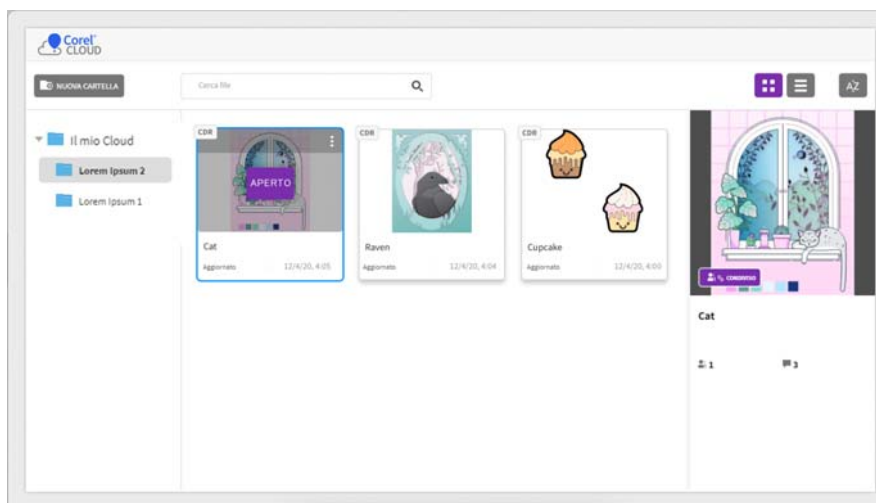 Corel
CLOUD
NUOVA CARTELLA
Cerca file
AZ
Il mio Cloud
Lorem Ipsum 2
Lorem Ipsum 1
CDR
APERTO
Cat
Aggiornato 12/4/20, 4:05
CDR
Raven
Aggiornato 12/4/20, 4:04
CDR
Cupcake
Aggiornato 12/4/20, 4:00
CONDIVISO
Cat
1
3